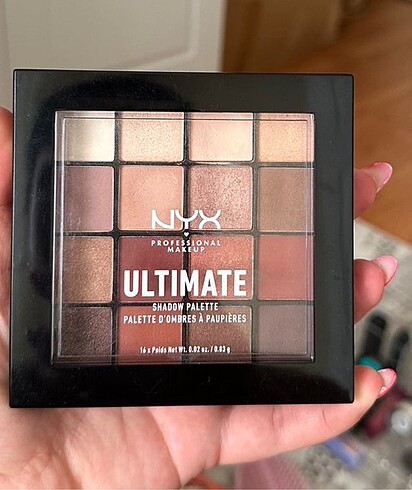 NYX
PROFESSIONAL
MAKEUP
ULTIMATE
SHADOW PALETTE
PALETTE D'OMBRES À PAUPIÈRES
16 x Poids Net Wt. 0.02 oz. / 0.83 g